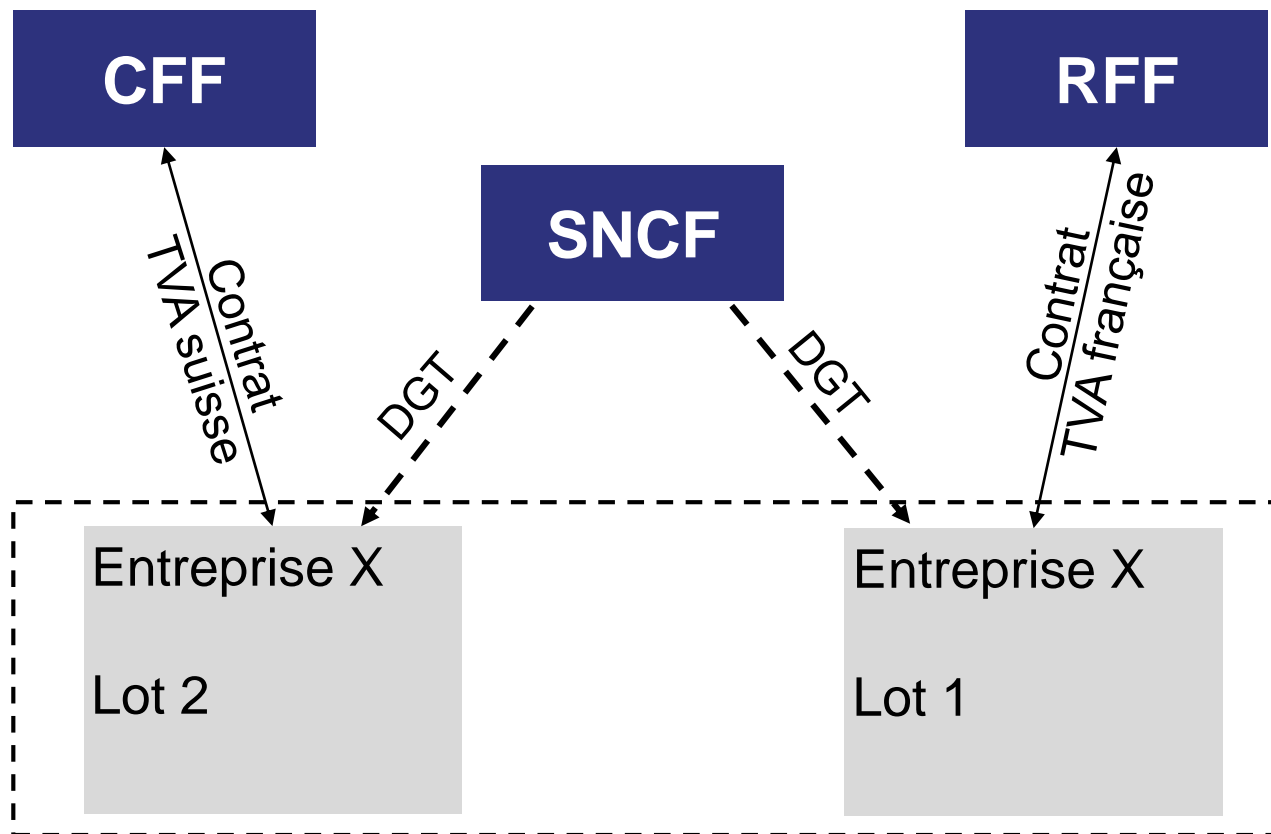 CFF
RFF
SNCF
Contrat
TVA suisse
DGT
DGT
Contrat
TVA française
Entreprise X
Lot 2
Entreprise X
Lot 1